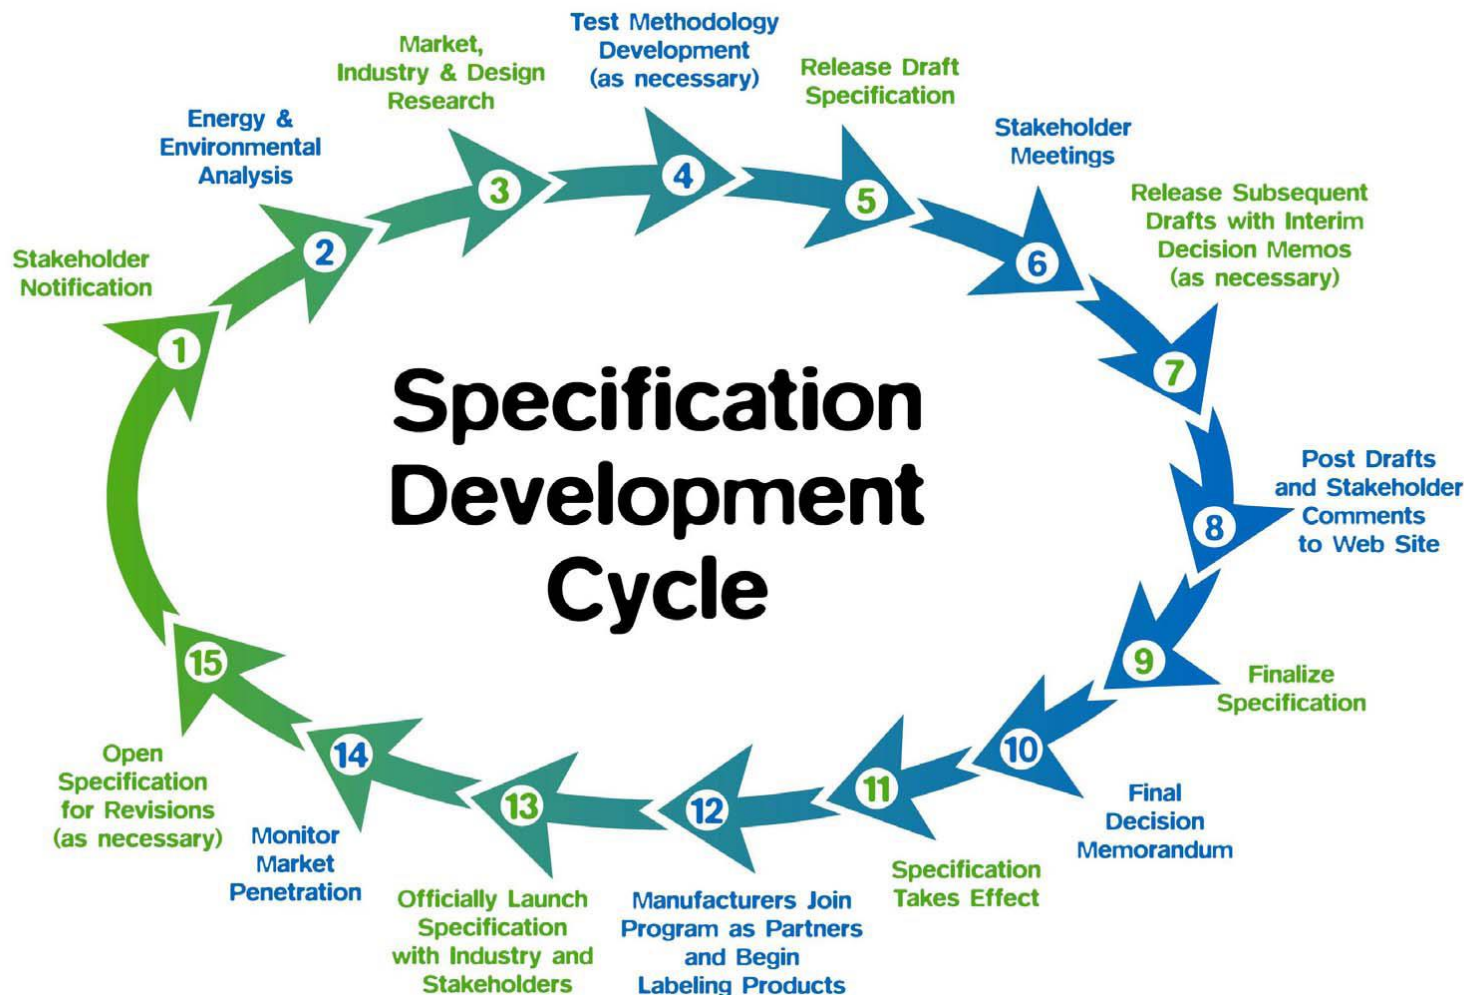 Specification
Development
Cycle
1
Stakeholder
Notification
2
Energy &
Environmental
Analysis
3
Market,
Industry & Design
Research
4
Test Methodology
Development
(as necessary)
5
Release Draft
Specification
6
Stakeholder
Meetings
7
Release Subsequent
Drafts with Interim
Decision Memos
(as necessary)
8
Post Drafts
and Stakeholder
Comments
to Web Site
9
Finalize
Specification
10
Final
Decision
Memorandum
11
Specification
Takes Effect
12
Manufacturers Join
Program as Partners
and Begin
Labeling Products
13
Officially Launch
Specification
with Industry and
Stakeholders
14
Monitor
Market
Penetration
15
Open
Specification
for Revisions
(as necessary)